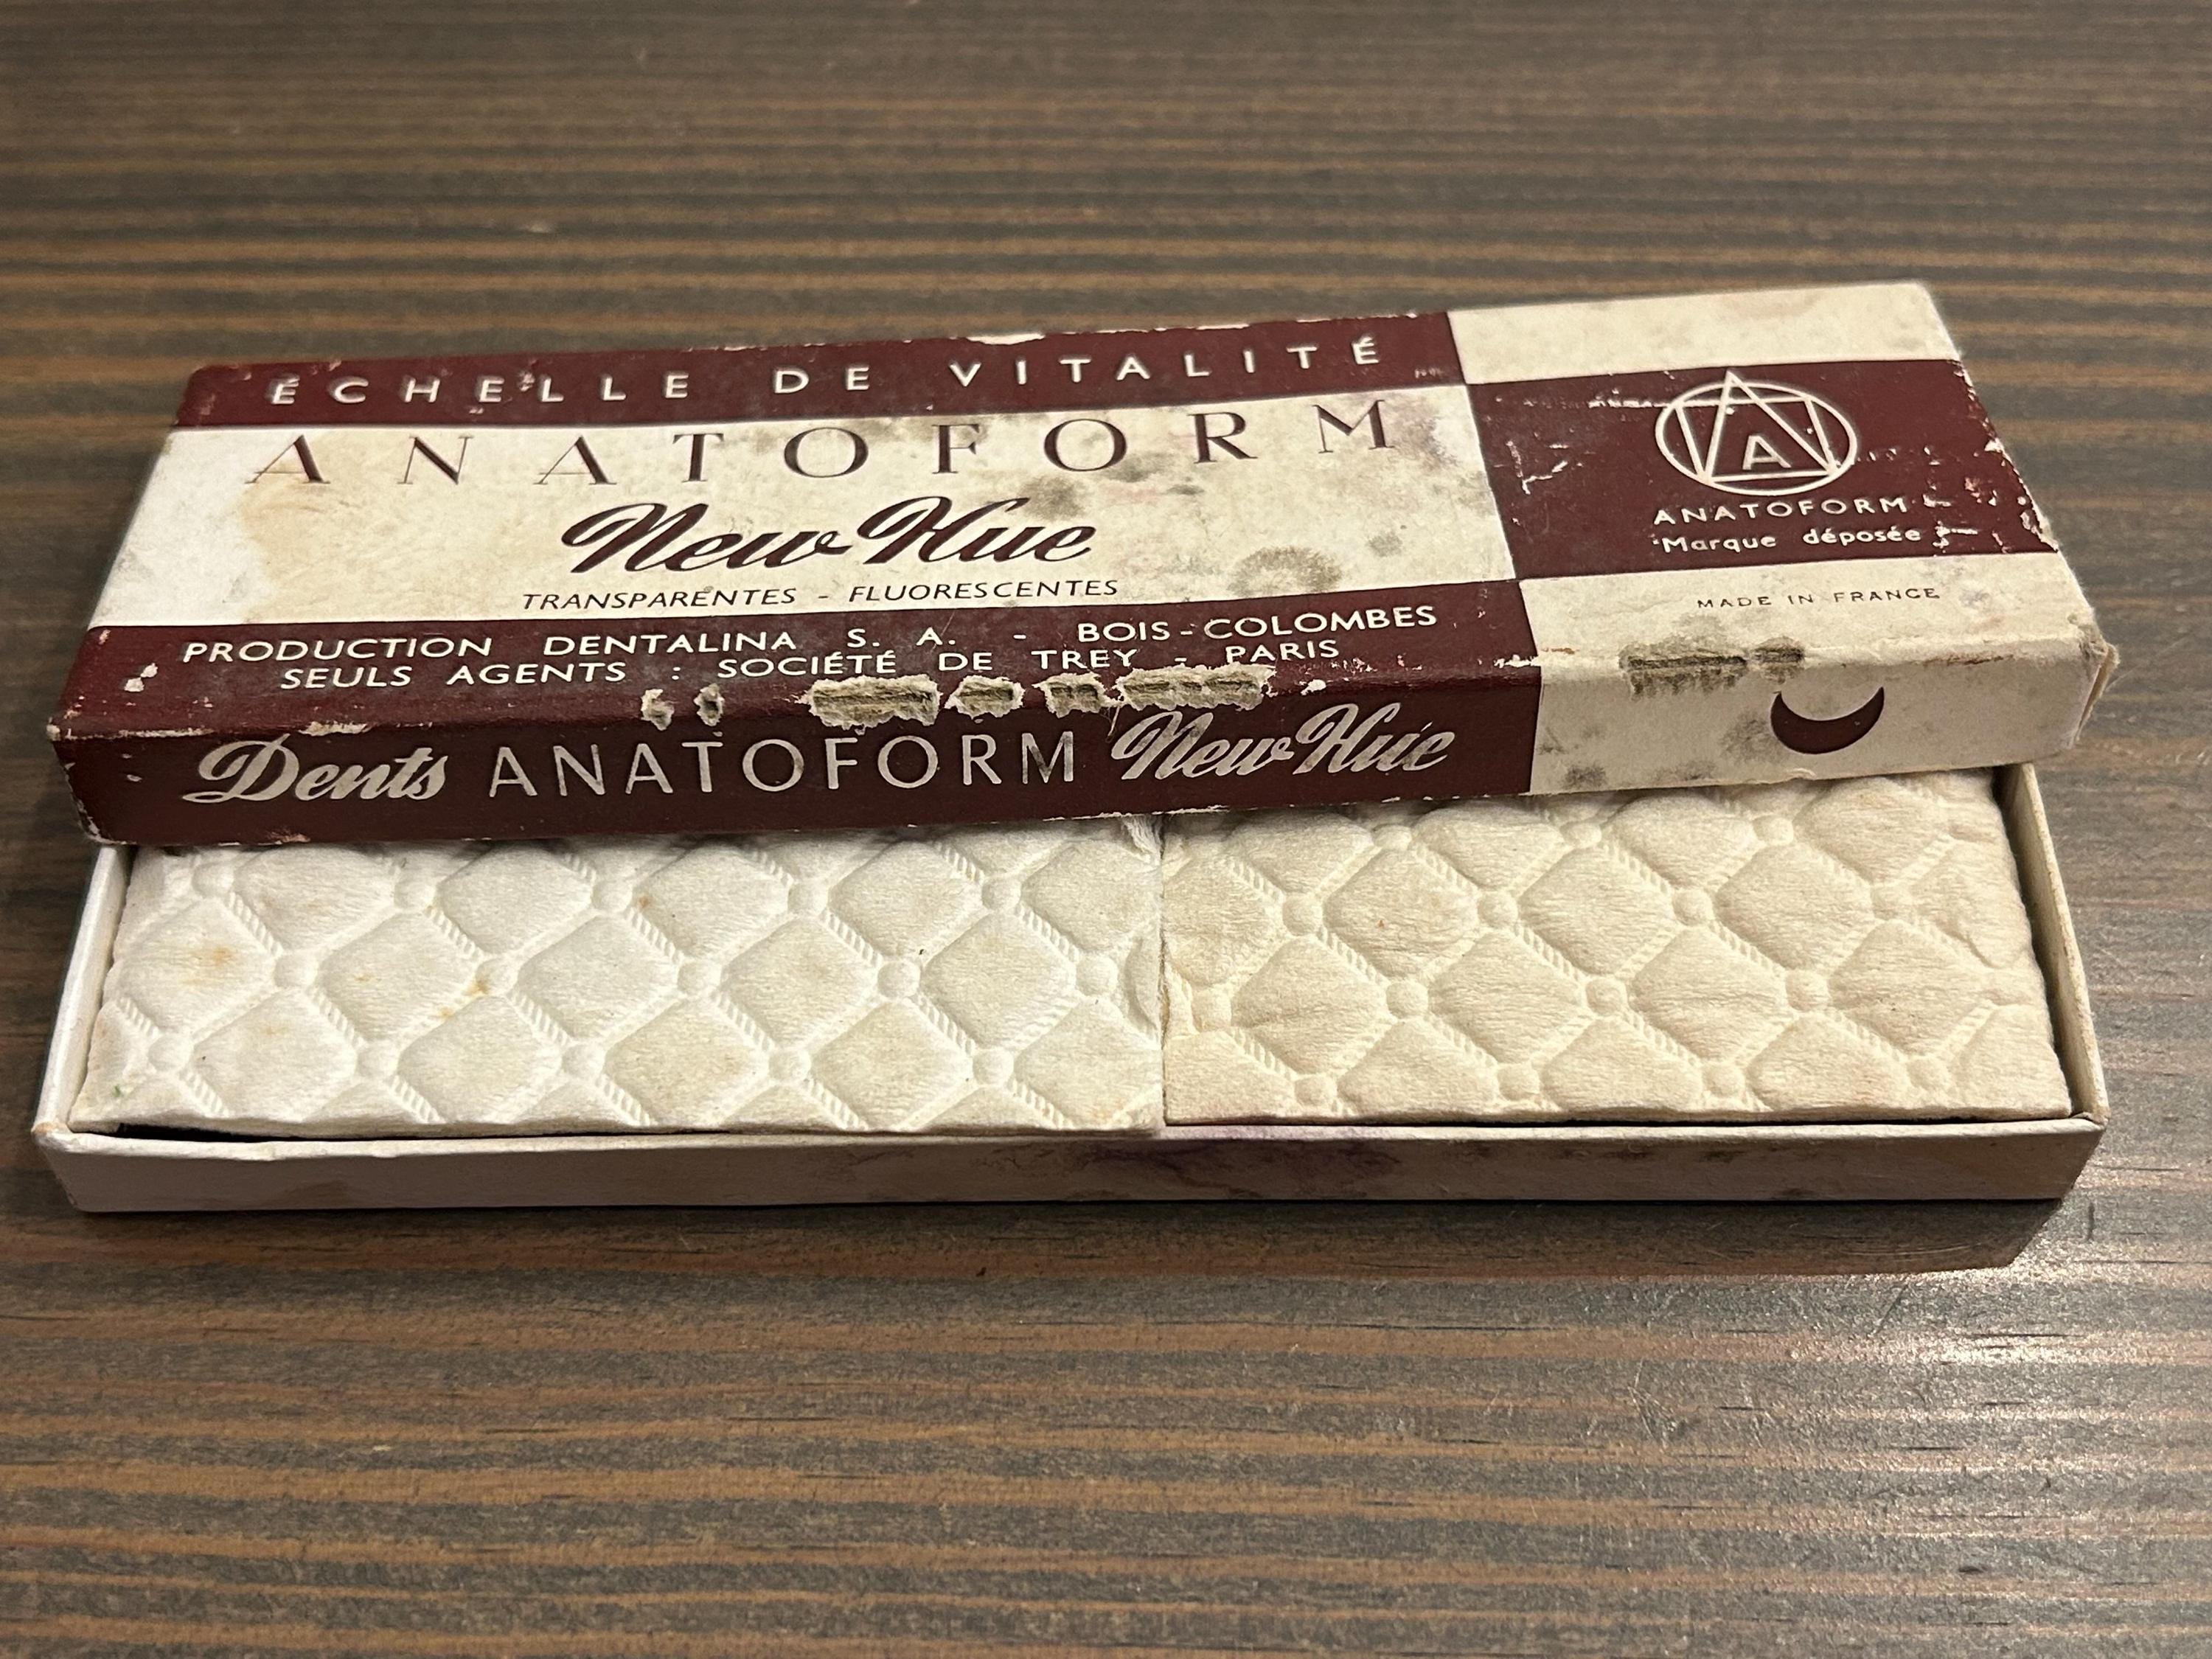 ÉCHELLE DE VITALITÉ
ANATOFORM
New Hue
TRANSPARENTES - FLUORESCENTES
PRODUCTION DENTALINA S. A. - BOIS-COLOMBES
SEULS AGENTS : SOCIÉTÉ DE TREY - PARIS
A
ANATOFORM
Marque déposée
MADE IN FRANCE
Dents ANATOFORM New Hue